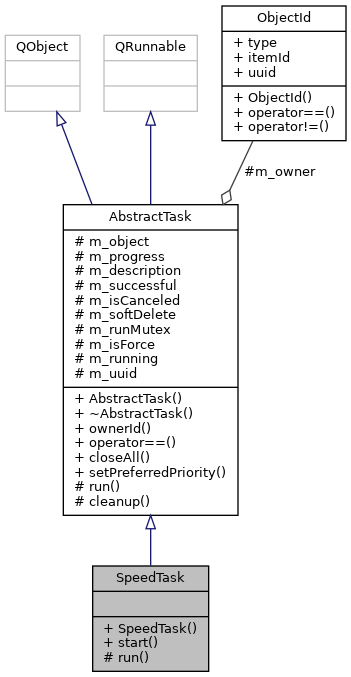 ObjectId
+ type
+ itemId
+ uuid
+ ObjectId()
+ operator==()
+ operator!=()
QObject
QRunnable
#m_owner
AbstractTask
# m_object
# m_progress
# m_description
# m_successful
# m_isCanceled
# m_softDelete
# m_runMutex
# m_isForce
# m_running
# m_uuid
+ AbstractTask()
+ ~AbstractTask()
+ ownerId()
+ operator==()
+ closeAll()
+ setPreferredPriority()
# run()
# cleanup()
SpeedTask
+ SpeedTask()
+ start()
# run()